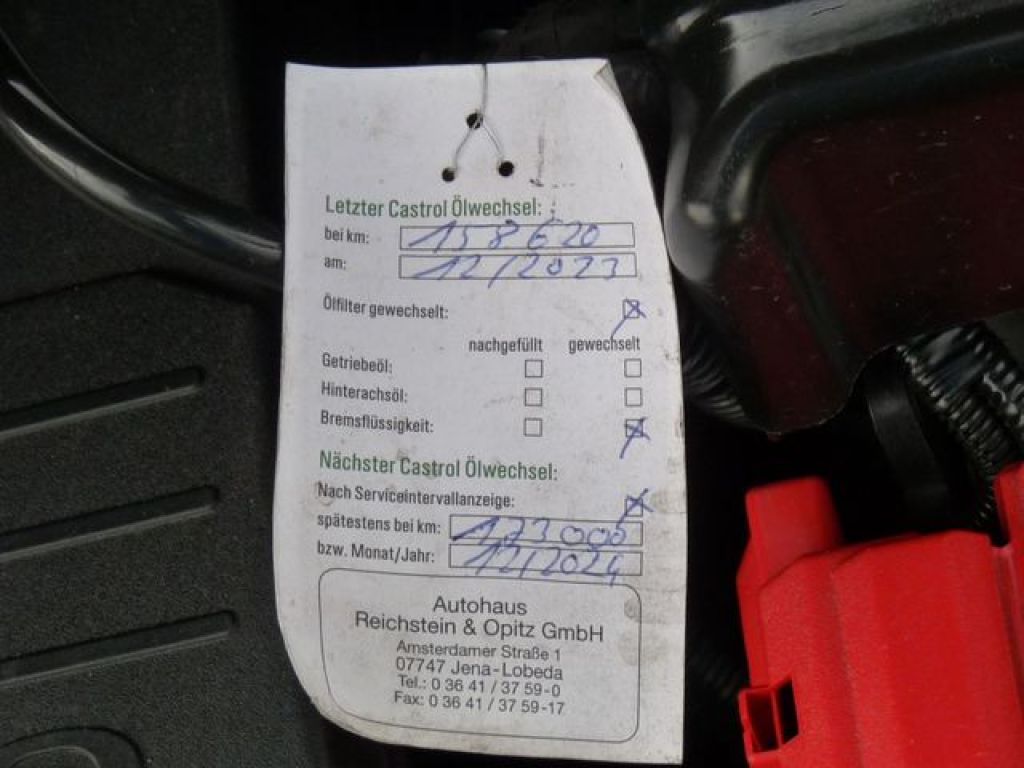 Letzter Castrol Ölwechsel:
bei km: 158620
am: 12/2023
Ölfilter gewechselt:
nachgefüllt gewechselt
Getriebeöl:
Hinterachsöl:
Bremsflüssigkeit:
Nächster Castrol Ölwechsel:
Nach Serviceintervallanzeige:
spätestens bei km: 173000
bzw. Monat/Jahr: 12/2024
Autohaus
Reichstein & Opitz GmbH
Amsterdamer Straße 1
07747 Jena-Lobeda
Tel.: 0 36 41 / 37 59-0
Fax: 0 36 41 / 37 59-17